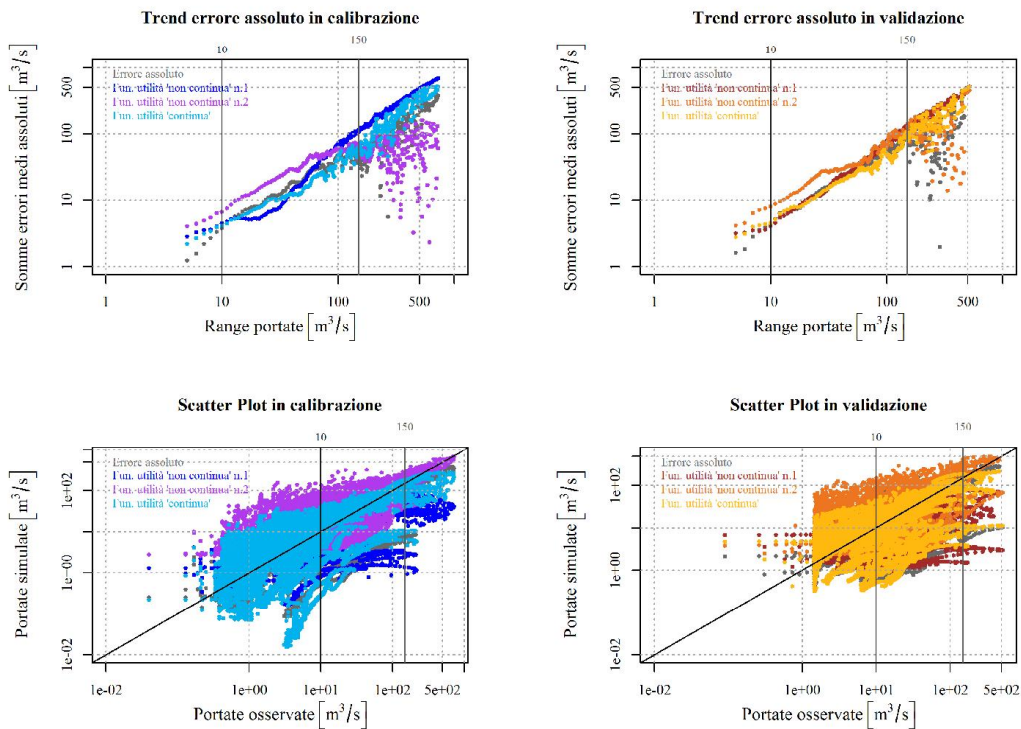 Trend errore assoluto in calibrazione
10
150
Somme errori medi assoluti [m³/s]
500
100
10
1
Errore assoluto
Fun. utilità 'non continua' n.1
Fun. utilità 'non continua' n.2
Fun. utilità 'continua'
1
10
100
500
Range portate [m³/s]
Trend errore assoluto in validazione
10
150
Somme errori medi assoluti [m³/s]
500
100
10
1
Errore assoluto
Fun. utilità 'non continua' n.1
Fun. utilità 'non continua' n.2
Fun. utilità 'continua'
1
10
100
500
Range portate [m³/s]
Scatter Plot in calibrazione
10
150
Portate simulate [m³/s]
1e+02
1e+00
1e-02
Errore assoluto
Fun. utilità 'non continua' n.1
Fun. utilità 'non continua' n.2
Fun. utilità 'continua'
1e-02
1e+00
1e+01
1e+02
5e+02
Portate osservate [m³/s]
Scatter Plot in validazione
10
150
Portate simulate [m³/s]
1e+02
1e+00
1e-02
Errore assoluto
Fun. utilità 'non continua' n.1
Fun. utilità 'non continua' n.2
Fun. utilità 'continua'
1e-02
1e+00
1e+01
1e+02
5e+02
Portate osservate [m³/s]